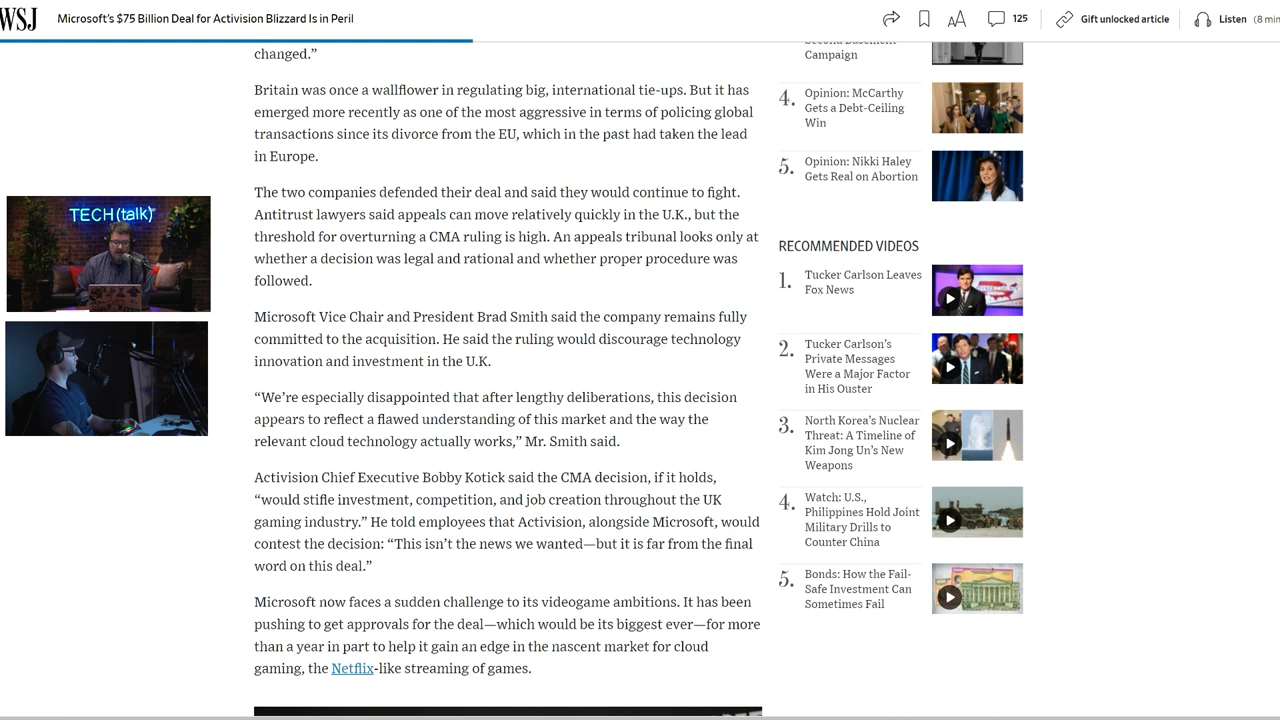 WSJ
Microsoft's $75 Billion Deal for Activision Blizzard Is in Peril
125
Gift unlocked article
Listen (8 min
changed.”
Britain was once a wallflower in regulating big, international tie-ups. But it has
emerged more recently as one of the most aggressive in terms of policing global
transactions since its divorce from the EU, which in the past had taken the lead
in Europe.
The two companies defended their deal and said they would continue to fight.
Antitrust lawyers said appeals can move relatively quickly in the U.K., but the
threshold for overturning a CMA ruling is high. An appeals tribunal looks only at
whether a decision was legal and rational and whether proper procedure was
followed.
Microsoft Vice Chair and President Brad Smith said the company remains fully
committed to the acquisition. He said the ruling would discourage technology
innovation and investment in the U.K.
“We’re especially disappointed that after lengthy deliberations, this decision
appears to reflect a flawed understanding of this market and the way the
relevant cloud technology actually works,” Mr. Smith said.
Activision Chief Executive Bobby Kotick said the CMA decision, if it holds,
“would stifle investment, competition, and job creation throughout the UK
gaming industry.” He told employees that Activision, alongside Microsoft, would
contest the decision: “This isn’t the news we wanted—but it is far from the final
word on this deal.”
Microsoft now faces a sudden challenge to its videogame ambitions. It has been
pushing to get approvals for the deal—which would be its biggest ever—for more
than a year in part to help it gain an edge in the nascent market for cloud
gaming, the Netflix-like streaming of games.
TECH(talk)
Campaign
4. Opinion: McCarthy
Gets a Debt-Ceiling
Win
5. Opinion: Nikki Haley
Gets Real on Abortion
RECOMMENDED VIDEOS
1. Tucker Carlson Leaves
Fox News
2. Tucker Carlson’s
Private Messages
Were a Major Factor
in His Ouster
3. North Korea’s Nuclear
Threat: A Timeline of
Kim Jong Un’s New
Weapons
4. Watch: U.S.,
Philippines Hold Joint
Military Drills to
Counter China
5. Bonds: How the Fail-
Safe Investment Can
Sometimes Fail